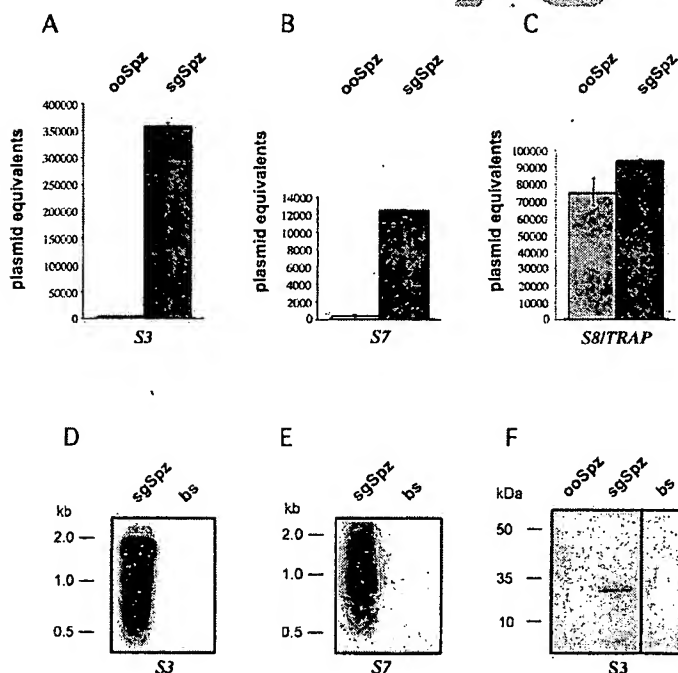 A
B
C
ooSpz
sgSpz
ooSpz
sgSpz
ooSpz
sgSpz
plasmid equivalents
400000
350000
300000
250000
200000
150000
100000
50000
0
S3
plasmid equivalents
14000
12000
10000
8000
6000
4000
2000
0
S7
plasmid equivalents
100000
90000
80000
70000
60000
50000
40000
30000
20000
10000
0
S8/TRAP
D
E
F
kb
sgSpz
bs
2.0
1.0
0.5
S3
kb
sgSpz
bs
2.0
1.0
0.5
S7
kDa
ooSpz
sgSpz
bs
50
35
10
S3